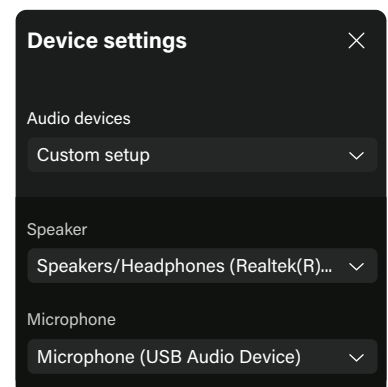 Device settings
Audio devices
Custom setup
Speaker
Speakers/Headphones (Realtek(R)...
Microphone
Microphone (USB Audio Device)